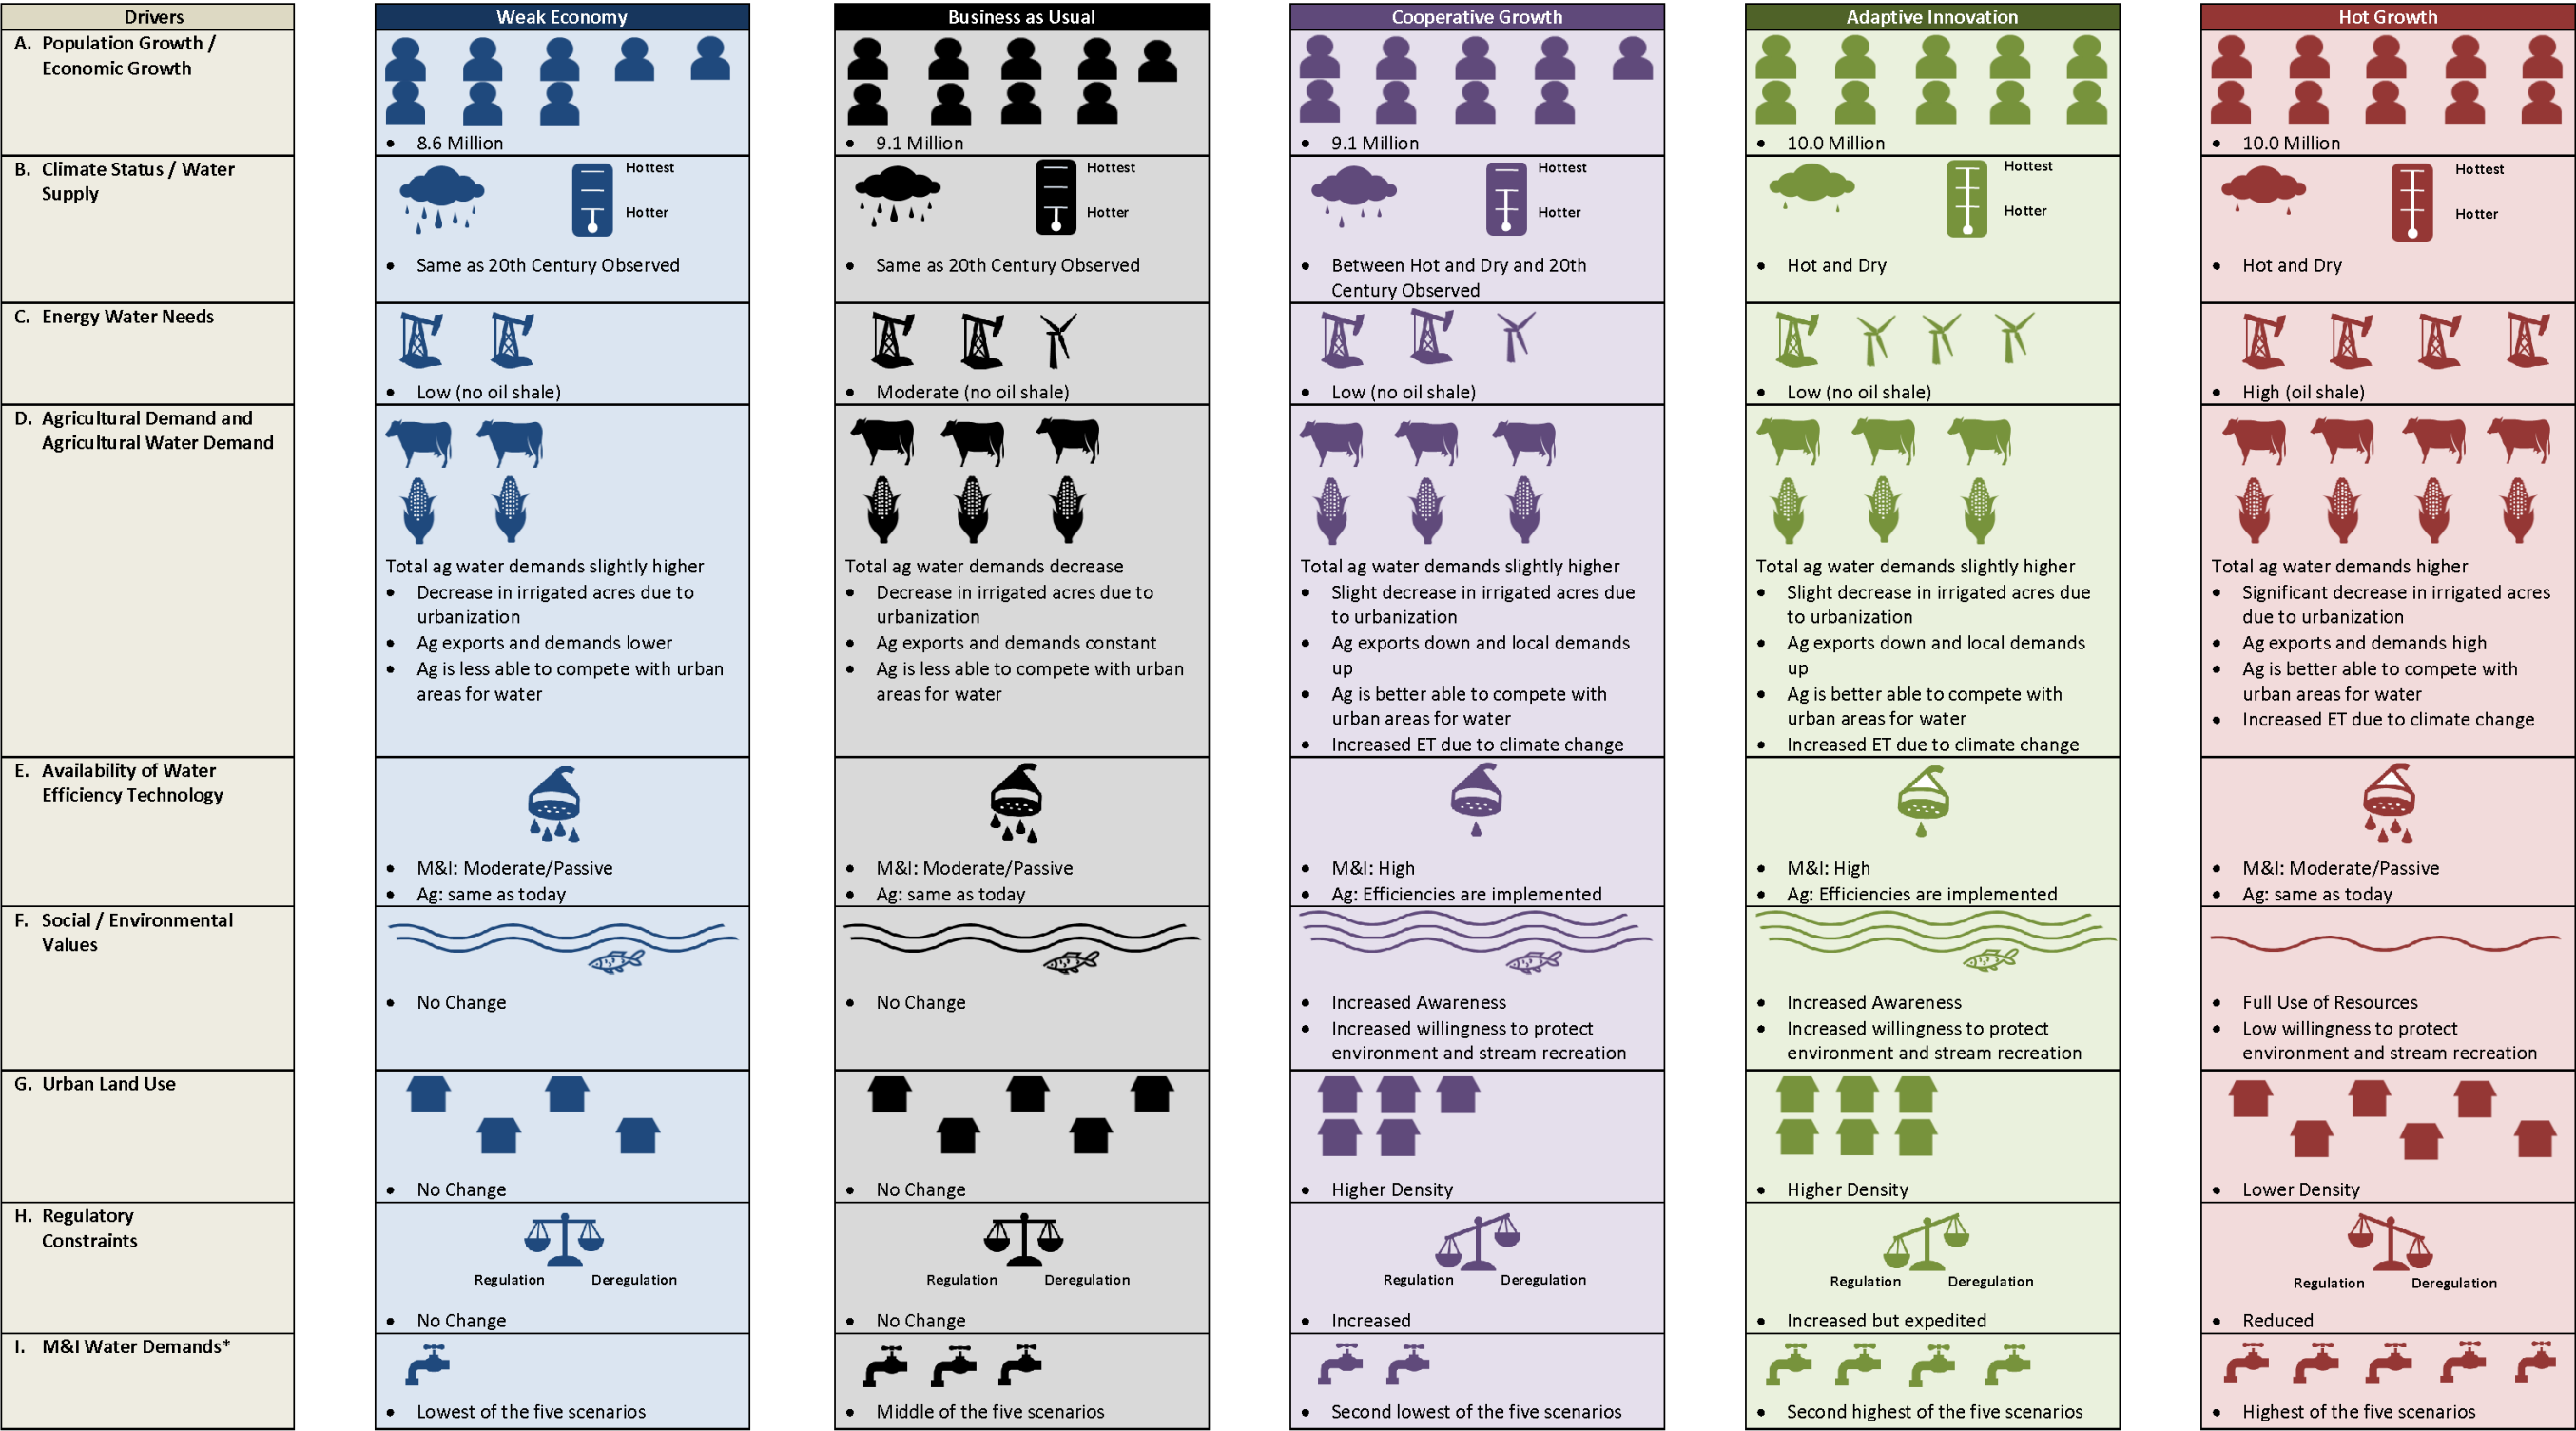 Drivers
Weak Economy
Business as Usual
Cooperative Growth
Adaptive Innovation
Hot Growth
A. Population Growth /
Economic Growth
• 8.6 Million
• 9.1 Million
• 9.1 Million
• 10.0 Million
• 10.0 Million
B. Climate Status / Water
Supply
Hottest
Hotter
• Same as 20th Century Observed
Hottest
Hotter
• Same as 20th Century Observed
Hottest
Hotter
• Between Hot and Dry and 20th
Century Observed
Hottest
Hotter
• Hot and Dry
Hottest
Hotter
• Hot and Dry
C. Energy Water Needs
• Low (no oil shale)
• Moderate (no oil shale)
• Low (no oil shale)
• Low (no oil shale)
• High (oil shale)
D. Agricultural Demand and
Agricultural Water Demand
Total ag water demands slightly higher
• Decrease in irrigated acres due to
urbanization
• Ag exports and demands lower
• Ag is less able to compete with urban
areas for water
Total ag water demands decrease
• Decrease in irrigated acres due to
urbanization
• Ag exports and demands constant
• Ag is less able to compete with urban
areas for water
Total ag water demands slightly higher
• Slight decrease in irrigated acres due
to urbanization
• Ag exports down and local demands
up
• Ag is better able to compete with
urban areas for water
• Increased ET due to climate change
Total ag water demands slightly higher
• Slight decrease in irrigated acres due
to urbanization
• Ag exports down and local demands
up
• Ag is better able to compete with
urban areas for water
• Increased ET due to climate change
Total ag water demands higher
• Significant decrease in irrigated acres
due to urbanization
• Ag exports and demands high
• Ag is better able to compete with
urban areas for water
• Increased ET due to climate change
E. Availability of Water
Efficiency Technology
• M&I: Moderate/Passive
• Ag: same as today
• M&I: Moderate/Passive
• Ag: same as today
• M&I: High
• Ag: Efficiencies are implemented
• M&I: High
• Ag: Efficiencies are implemented
• M&I: Moderate/Passive
• Ag: same as today
F. Social / Environmental
Values
• No Change
• No Change
• Increased Awareness
• Increased willingness to protect
environment and stream recreation
• Increased Awareness
• Increased willingness to protect
environment and stream recreation
• Full Use of Resources
• Low willingness to protect
environment and stream recreation
G. Urban Land Use
• No Change
• No Change
• Higher Density
• Higher Density
• Lower Density
H. Regulatory
Constraints
Regulation Deregulation
• No Change
Regulation Deregulation
• No Change
Regulation Deregulation
• Increased
Regulation Deregulation
• Increased but expedited
Regulation Deregulation
• Reduced
I. M&I Water Demands*
• Lowest of the five scenarios
• Middle of the five scenarios
• Second lowest of the five scenarios
• Second highest of the five scenarios
• Highest of the five scenarios